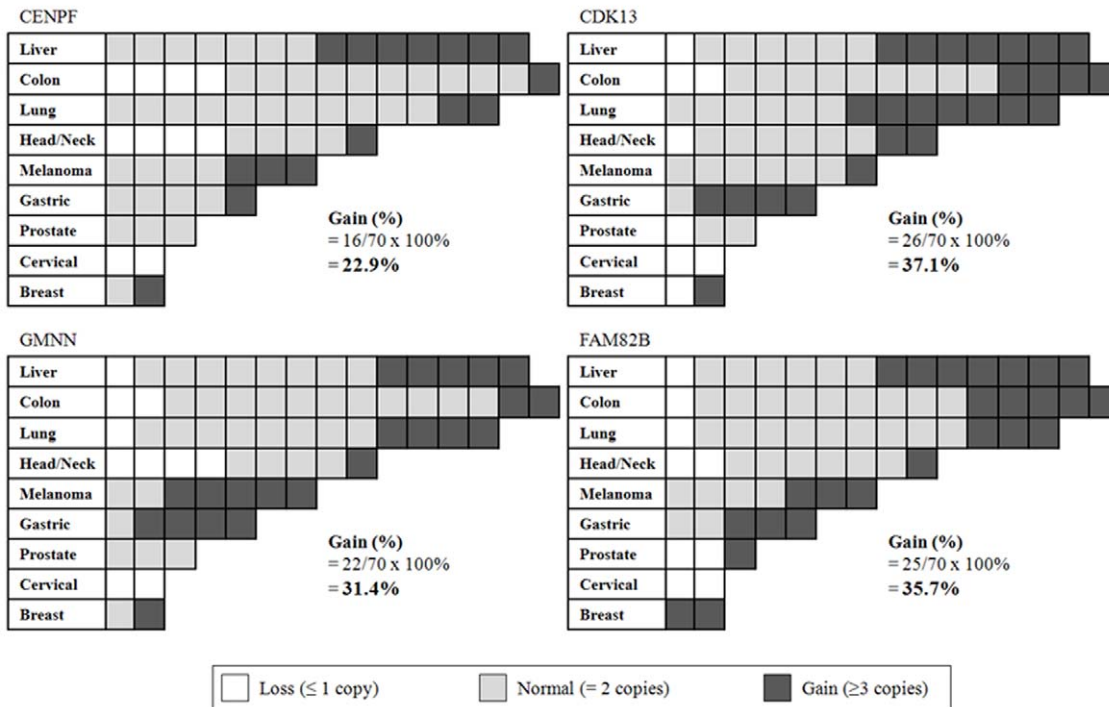 CENPF
Liver
Colon
Lung
Head/Neck
Melanoma
Gastric
Prostate
Cervical
Breast
Gain (%)
= 16/70 x 100%
= 22.9%
CDK13
Liver
Colon
Lung
Head/Neck
Melanoma
Gastric
Prostate
Cervical
Breast
Gain (%)
= 26/70 x 100%
= 37.1%
GMNN
Liver
Colon
Lung
Head/Neck
Melanoma
Gastric
Prostate
Cervical
Breast
Gain (%)
= 22/70 x 100%
= 31.4%
FAM82B
Liver
Colon
Lung
Head/Neck
Melanoma
Gastric
Prostate
Cervical
Breast
Gain (%)
= 25/70 x 100%
= 35.7%
Loss (≤ 1 copy) Normal (= 2 copies) Gain (≥3 copies)